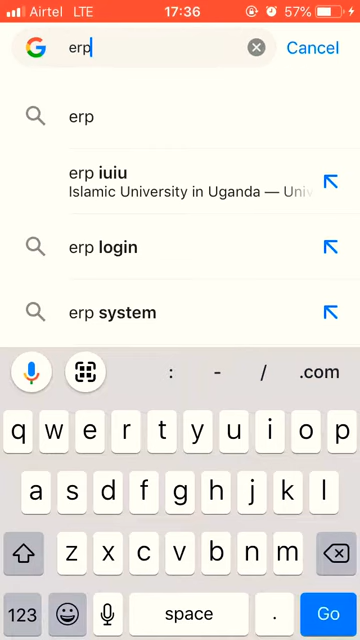 Airtel LTE 17:36 57%
erp Cancel
erp
erp iuiu
Islamic University in Uganda — Univ
erp login
erp system
: - / .com
q w e r t y u i o p
a s d f g h j k l
z x c v b n m
123 space . Go